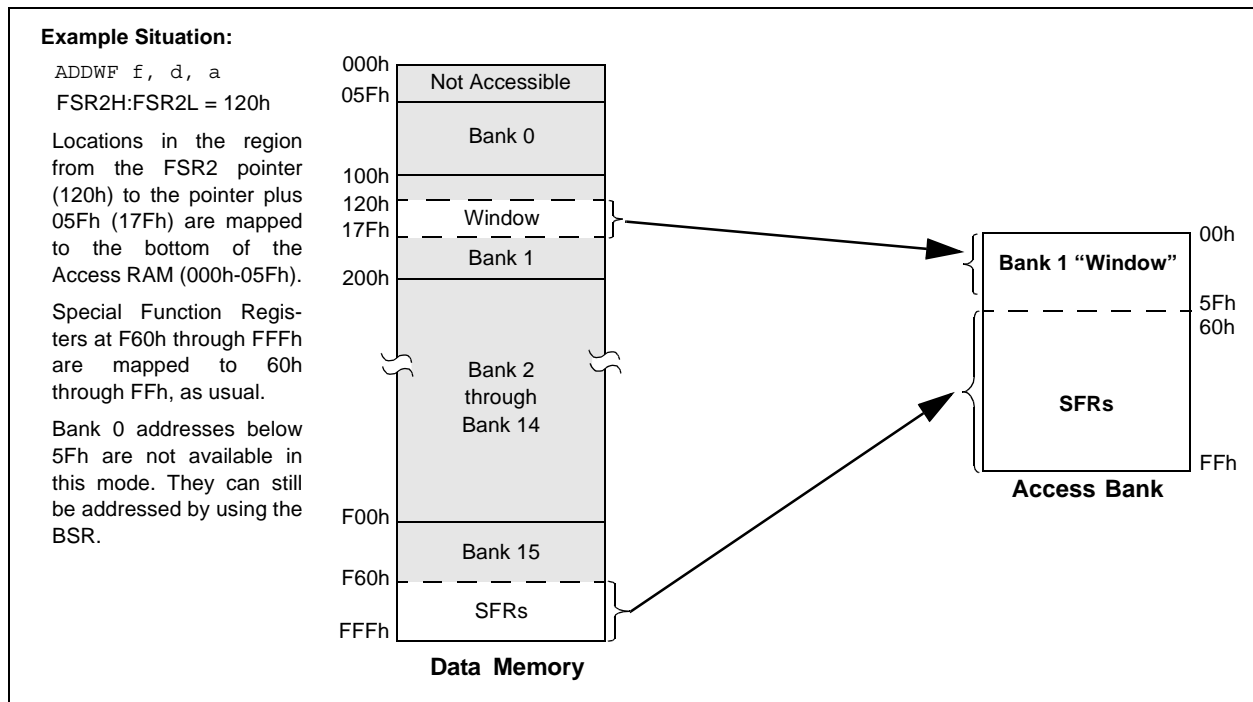 Example Situation:
ADDWF f, d, a
FSR2H:FSR2L = 120h
Locations in the region
from the FSR2 pointer
(120h) to the pointer plus
05Fh (17Fh) are mapped
to the bottom of the
Access RAM (000h-05Fh).
Special Function Regis-
ters at F60h through FFFh
are mapped to 60h
through FFh, as usual.
Bank 0 addresses below
5Fh are not available in
this mode. They can still
be addressed by using the
BSR.
000h
Not Accessible
05Fh
Bank 0
100h
120h
Window
17Fh
Bank 1
200h
Bank 2
through
Bank 14
F00h
Bank 15
F60h
SFRs
FFFh
Data Memory
00h
Bank 1 “Window”
5Fh
60h
SFRs
FFh
Access Bank